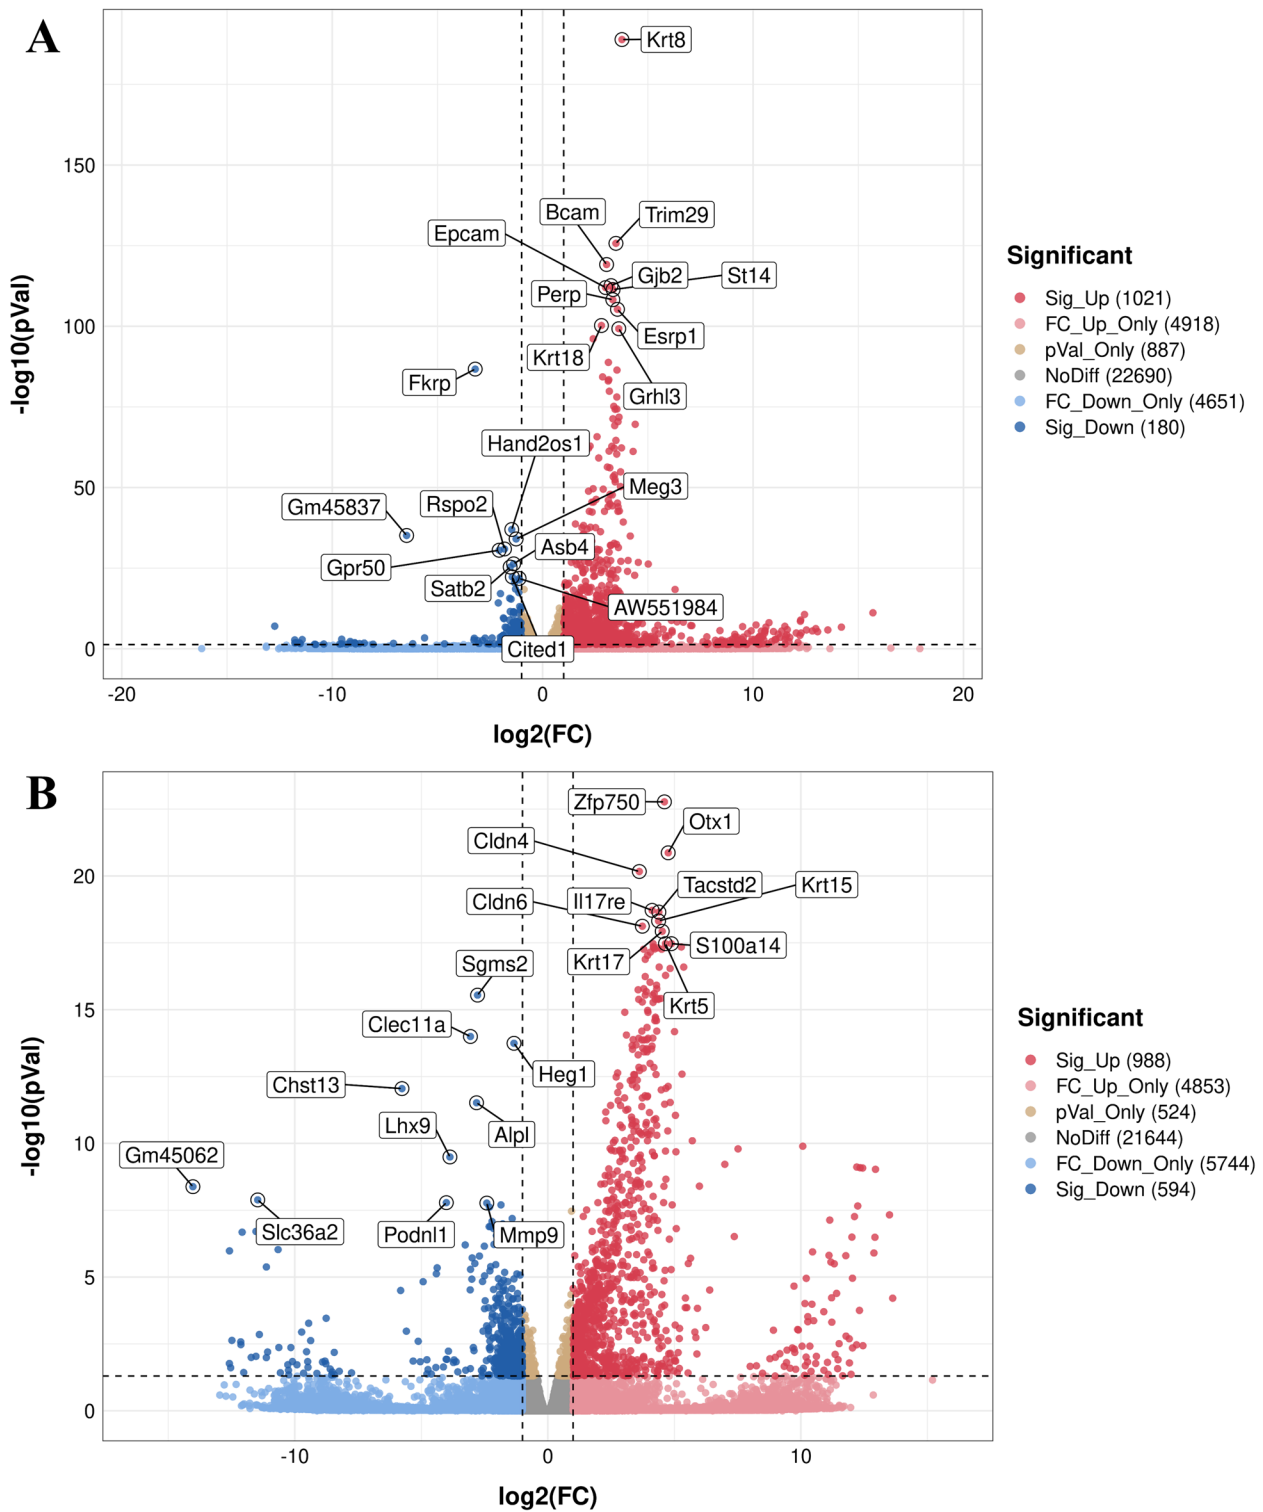 A
Krt8
Bcam
Trim29
Epcam
Gjb2
St14
Perp
Esrp1
Krt18
Grhl3
Fkrp
Hand2os1
Meg3
Rspo2
Gm45837
Asb4
Gpr50
Satb2
AW551984
Cited1
150
100
50
0
-log10(pVal)
-20
-10
0
10
20
log2(FC)
Significant
Sig_Up (1021)
FC_Up_Only (4918)
pVal_Only (887)
NoDiff (22690)
FC_Down_Only (4651)
Sig_Down (180)
B
Zfp750
Otx1
Cldn4
Tacstd2
Krt15
Cldn6
Il17re
S100a14
Krt17
Krt5
Sgms2
Clec11a
Heg1
Chst13
Alpl
Lhx9
Gm45062
Slc36a2
Podnl1
Mmp9
20
15
10
5
0
-log10(pVal)
-10
0
10
log2(FC)
Significant
Sig_Up (988)
FC_Up_Only (4853)
pVal_Only (524)
NoDiff (21644)
FC_Down_Only (5744)
Sig_Down (594)